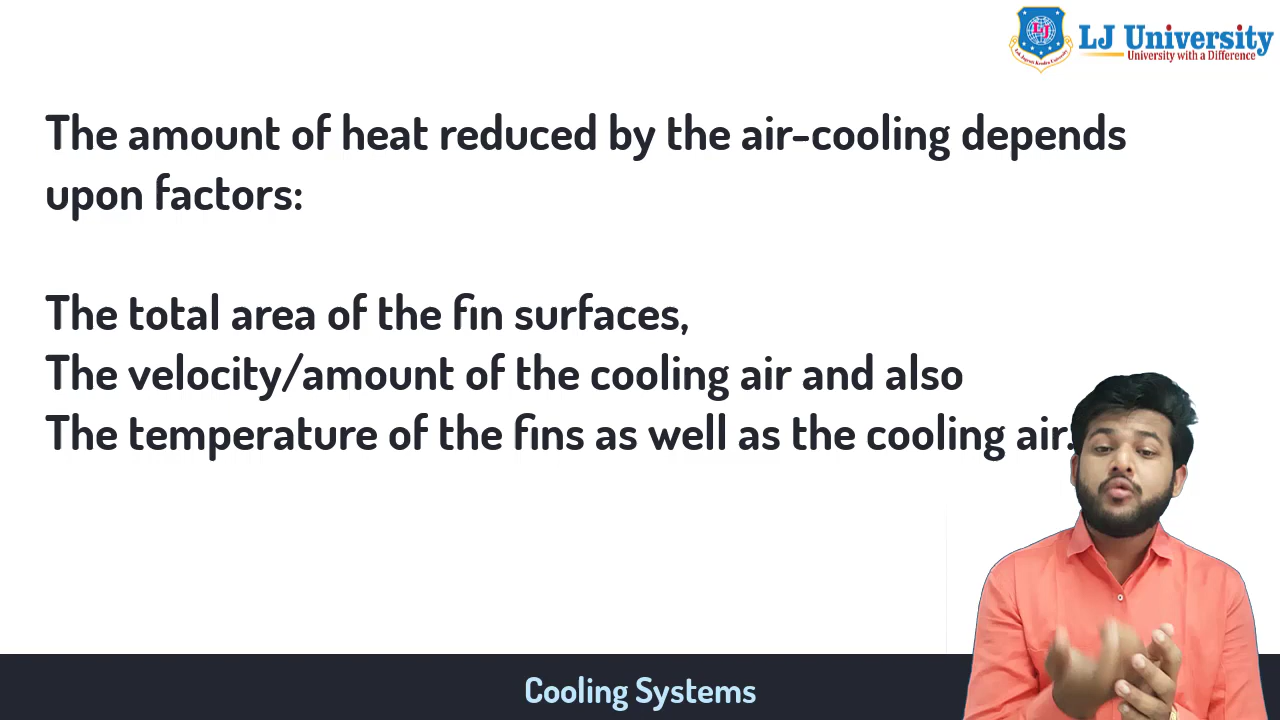 LJ University
University with a Difference
The amount of heat reduced by the air-cooling depends
upon factors:
The total area of the fin surfaces,
The velocity/amount of the cooling air and also
The temperature of the fins as well as the cooling air.
Cooling Systems